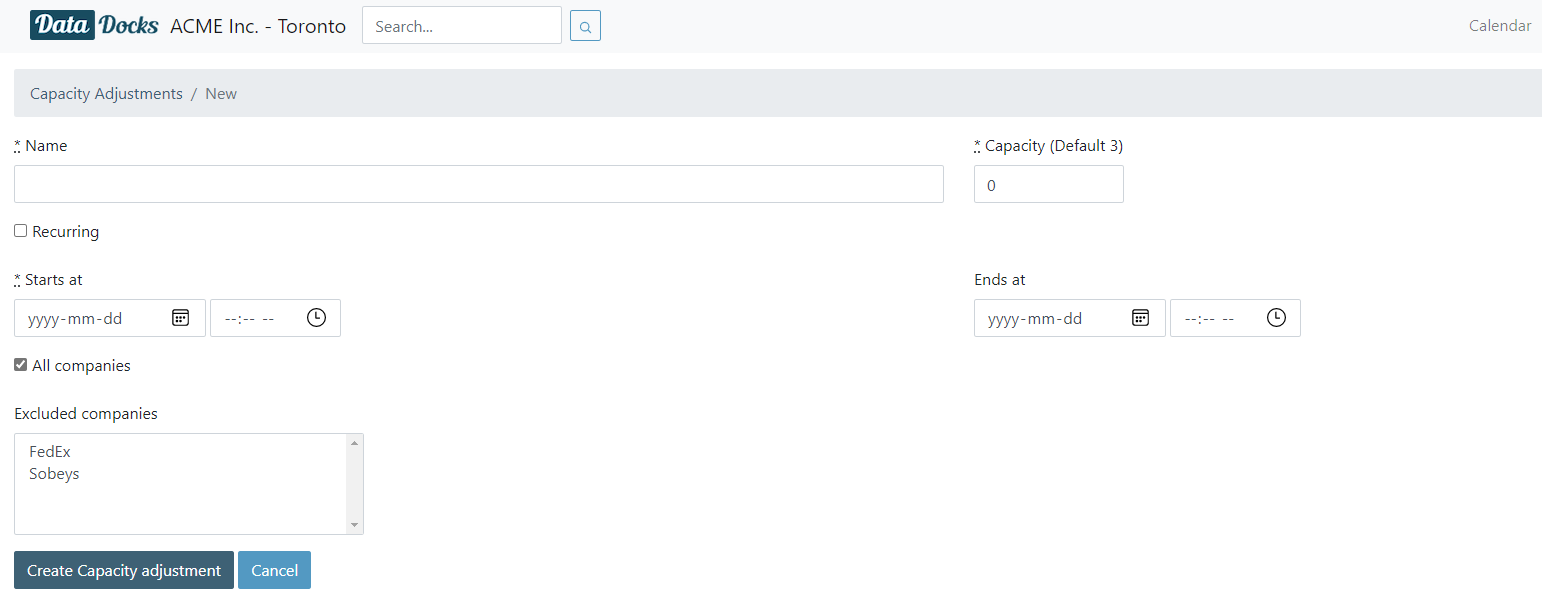 Data Docks ACME Inc. - Toronto Search... Calendar
Capacity Adjustments / New
* Name * Capacity (Default 3)
0
Recurring
* Starts at Ends at
yyyy-mm-dd --:-- -- yyyy-mm-dd --:-- --
All companies
Excluded companies
FedEx
Sobeys
Create Capacity adjustment Cancel